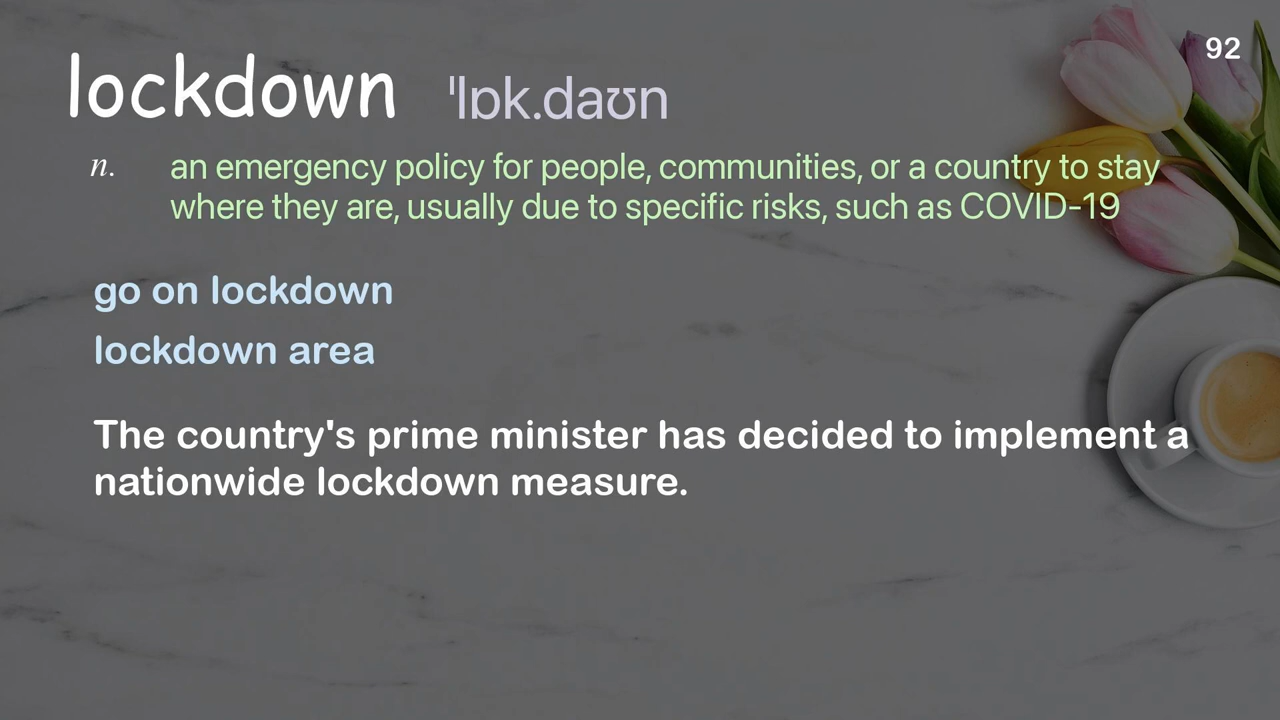 92
lockdown ˈlɒk.daʊn
n. an emergency policy for people, communities, or a country to stay
where they are, usually due to specific risks, such as COVID-19
go on lockdown
lockdown area
The country's prime minister has decided to implement a
nationwide lockdown measure.